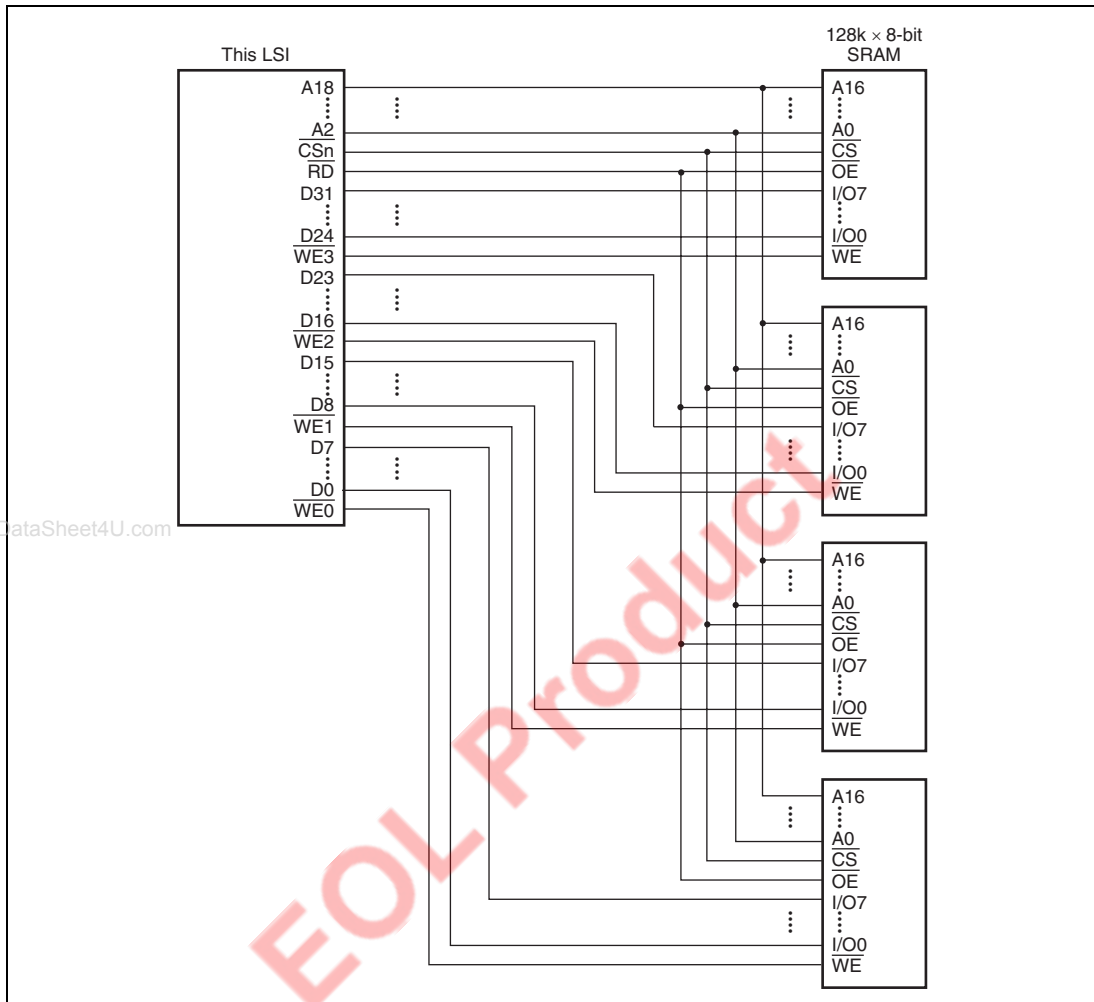 128k × 8-bit
SRAM
This LSI
A18
A2
CSn
RD
D31
D24
WE3
D23
D16
WE2
D15
D8
WE1
D7
D0
WE0
A16
A0
CS
OE
I/O7
I/O0
WE
A16
A0
CS
OE
I/O7
I/O0
WE
A16
A0
CS
OE
I/O7
I/O0
WE
A16
A0
CS
OE
I/O7
I/O0
WE
DataSheet4U.com
EOL Product